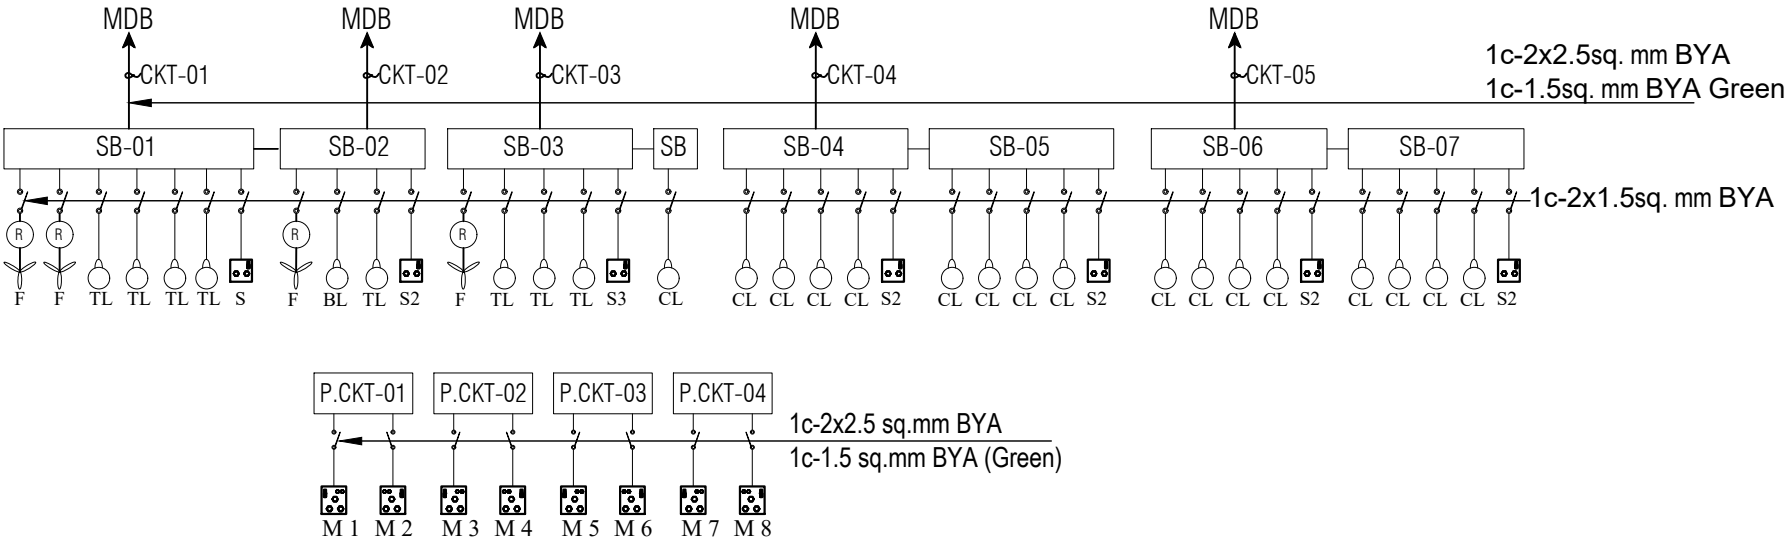 MDB MDB MDB MDB MDB
CKT-01 CKT-02 CKT-03 CKT-04 CKT-05
1c-2x2.5sq. mm BYA
1c-1.5sq. mm BYA Green
SB-01 SB-02 SB-03 SB SB-04 SB-05 SB-06 SB-07
1c-2x1.5sq. mm BYA
R R R R
F F TL TL TL TL S F BL TL S2 F TL TL TL S3 CL CL CL CL CL S2 CL CL CL CL S2 CL CL CL CL S2 CL CL CL CL S2
P.CKT-01 P.CKT-02 P.CKT-03 P.CKT-04
1c-2x2.5 sq.mm BYA
1c-1.5 sq.mm BYA (Green)
M 1 M 2 M 3 M 4 M 5 M 6 M 7 M 8